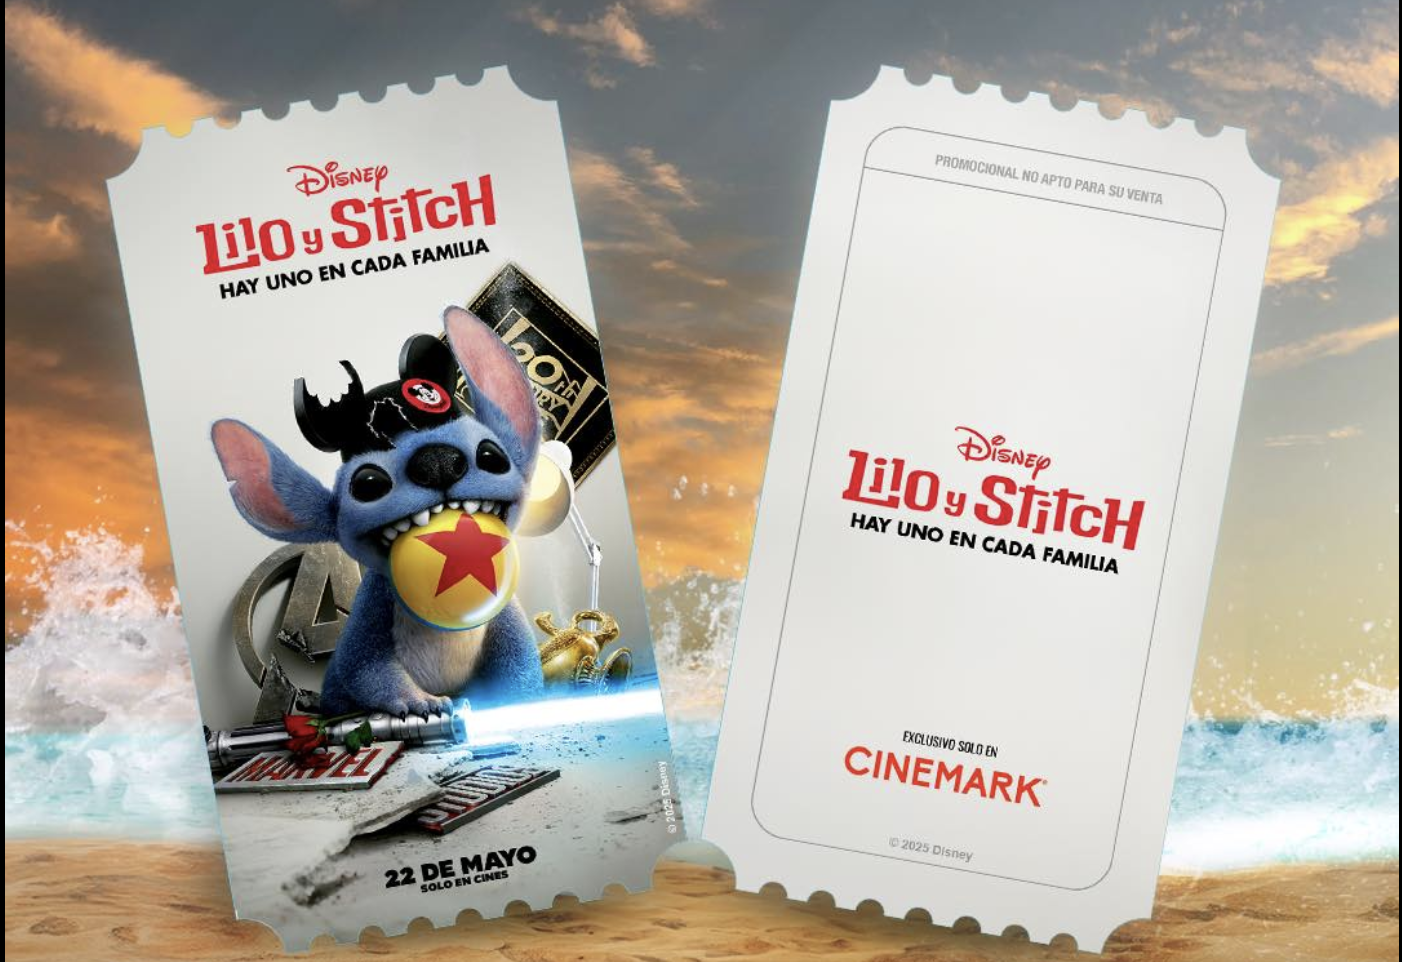 Disney
Lilo y Stitch
HAY UNO EN CADA FAMILIA
20th
MARVEL
STUDIOS
22 DE MAYO
SOLO EN CINES
© 2025 Disney
PROMOCIONAL NO APTO PARA SU VENTA
Disney
Lilo y Stitch
HAY UNO EN CADA FAMILIA
EXCLUSIVO SOLO EN
CINEMARK
© 2025 Disney